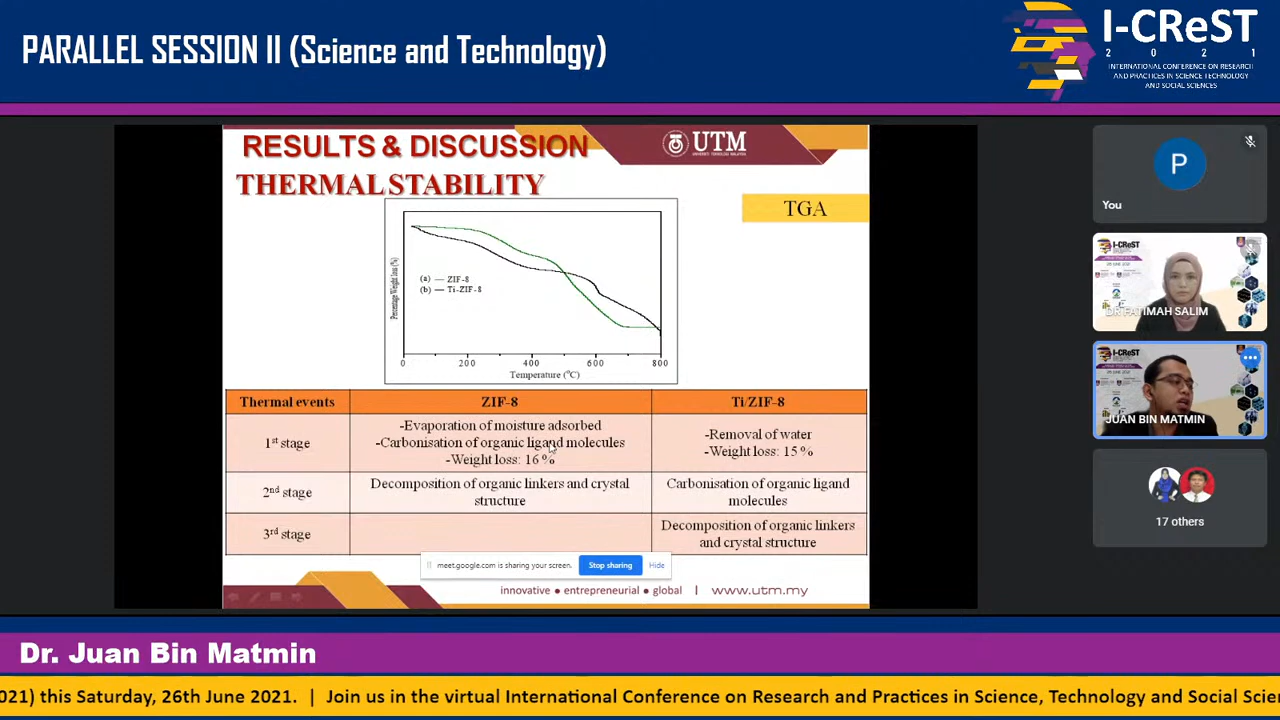 PARALLEL SESSION II (Science and Technology)
I-CReST
2 0 2 1
INTERNATIONAL CONFERENCE ON RESEARCH
AND PRACTICES IN SCIENCE TECHNOLOGY
AND SOCIAL SCIENCES
RESULTS & DISCUSSION
UTM
UNIVERSITI TEKNOLOGI MALAYSIA
THERMAL STABILITY
TGA
Percentage Weight loss (%)
(a) — ZIF-8
(b) — Ti-ZIF-8
0 200 400 600 800
Temperature (°C)
Thermal events ZIF-8 Ti/ZIF-8
1st stage
-Evaporation of moisture adsorbed
-Carbonisation of organic ligand molecules
-Weight loss: 16 %
-Removal of water
-Weight loss: 15 %
2nd stage
Decomposition of organic linkers and crystal
structure
Carbonisation of organic ligand
molecules
3rd stage
Decomposition of organic linkers
and crystal structure
meet.google.com is sharing your screen. Stop sharing Hide
innovative ● entrepreneurial ● global | www.utm.my
P
You
I-CReST
DR FATIMAH SALIM
I-CReST
JUAN BIN MATMIN
17 others
Dr. Juan Bin Matmin
021) this Saturday, 26th June 2021. | Join us in the virtual International Conference on Research and Practices in Science, Technology and Social Scie